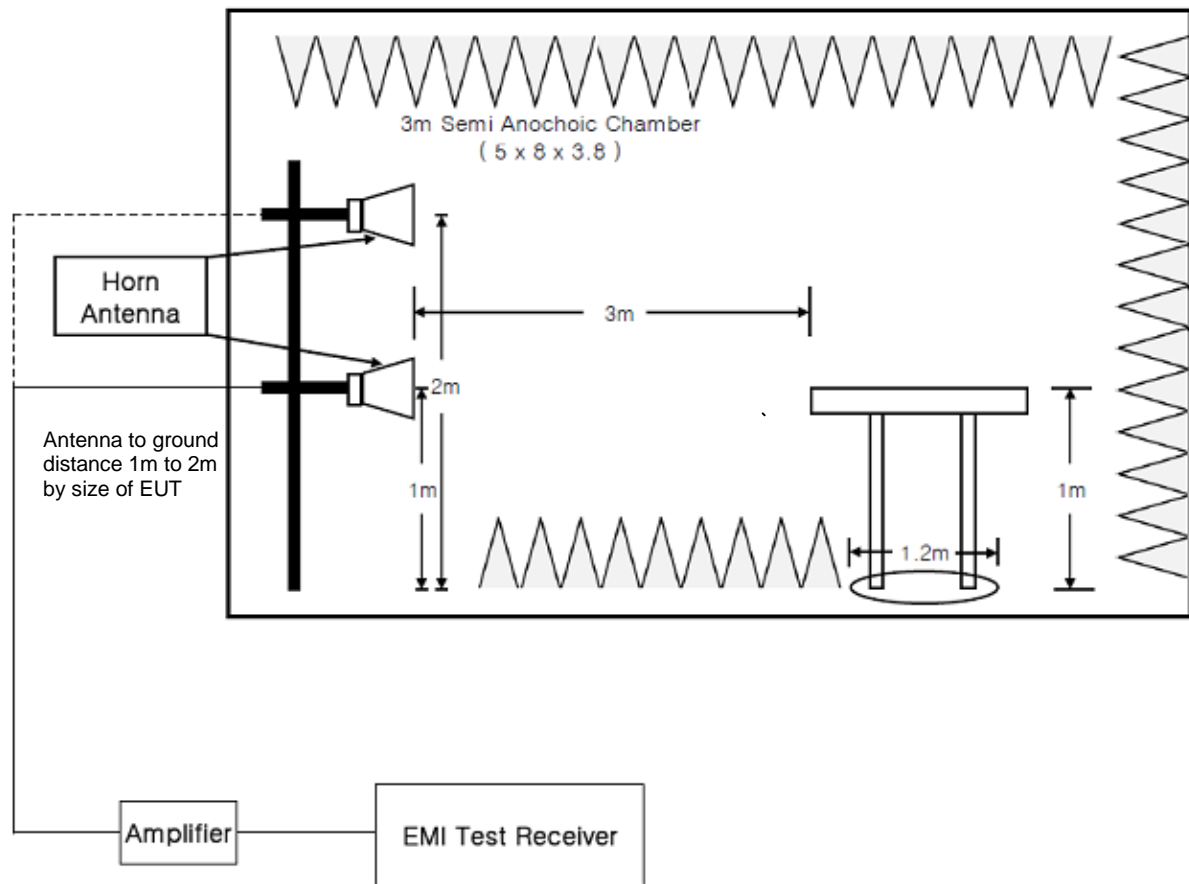 3m Semi Anochoic Chamber
( 5 x 8 x 3.8 )
Horn
Antenna
3m
2m
Antenna to ground
distance 1m to 2m
by size of EUT
1m
1m
1.2m
Amplifier
EMI Test Receiver